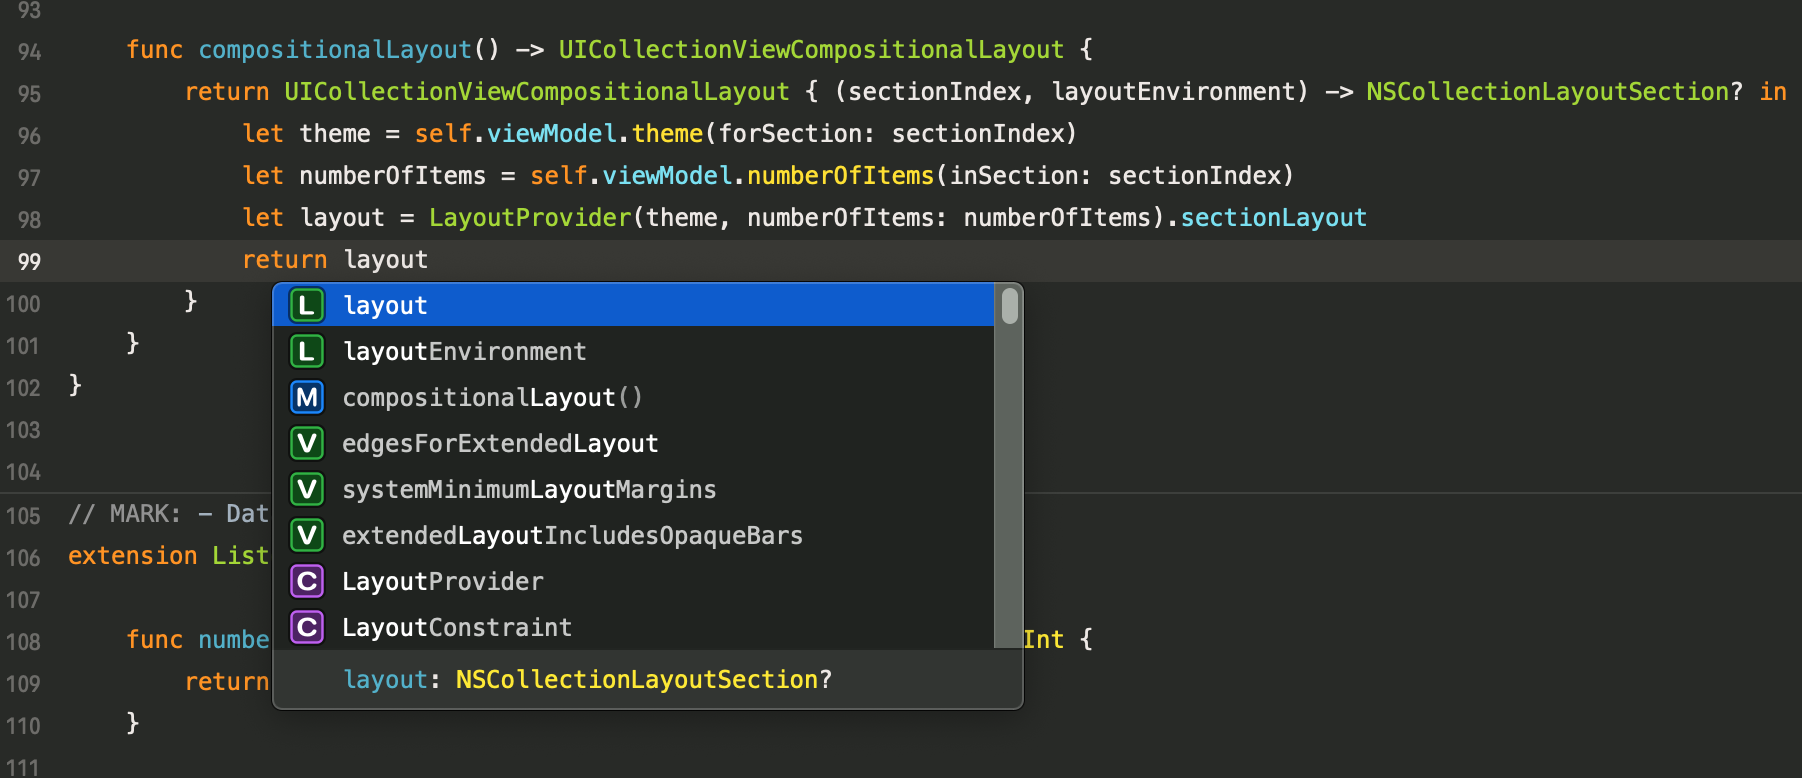 93
94 func compositionalLayout() -> UICollectionViewCompositionalLayout {
95 return UICollectionViewCompositionalLayout { (sectionIndex, layoutEnvironment) -> NSCollectionLayoutSection? in
96 let theme = self.viewModel.theme(forSection: sectionIndex)
97 let numberOfItems = self.viewModel.numberOfItems(inSection: sectionIndex)
98 let layout = LayoutProvider(theme, numberOfItems: numberOfItems).sectionLayout
99 return layout
100 }
101 }
102 }
103
104
105 // MARK: - Dat
106 extension List
107
108 func numbe Int {
109 return
110 }
111
L layout
L layoutEnvironment
M compositionalLayout()
V edgesForExtendedLayout
V systemMinimumLayoutMargins
V extendedLayoutIncludesOpaqueBars
C LayoutProvider
C LayoutConstraint
layout: NSCollectionLayoutSection?